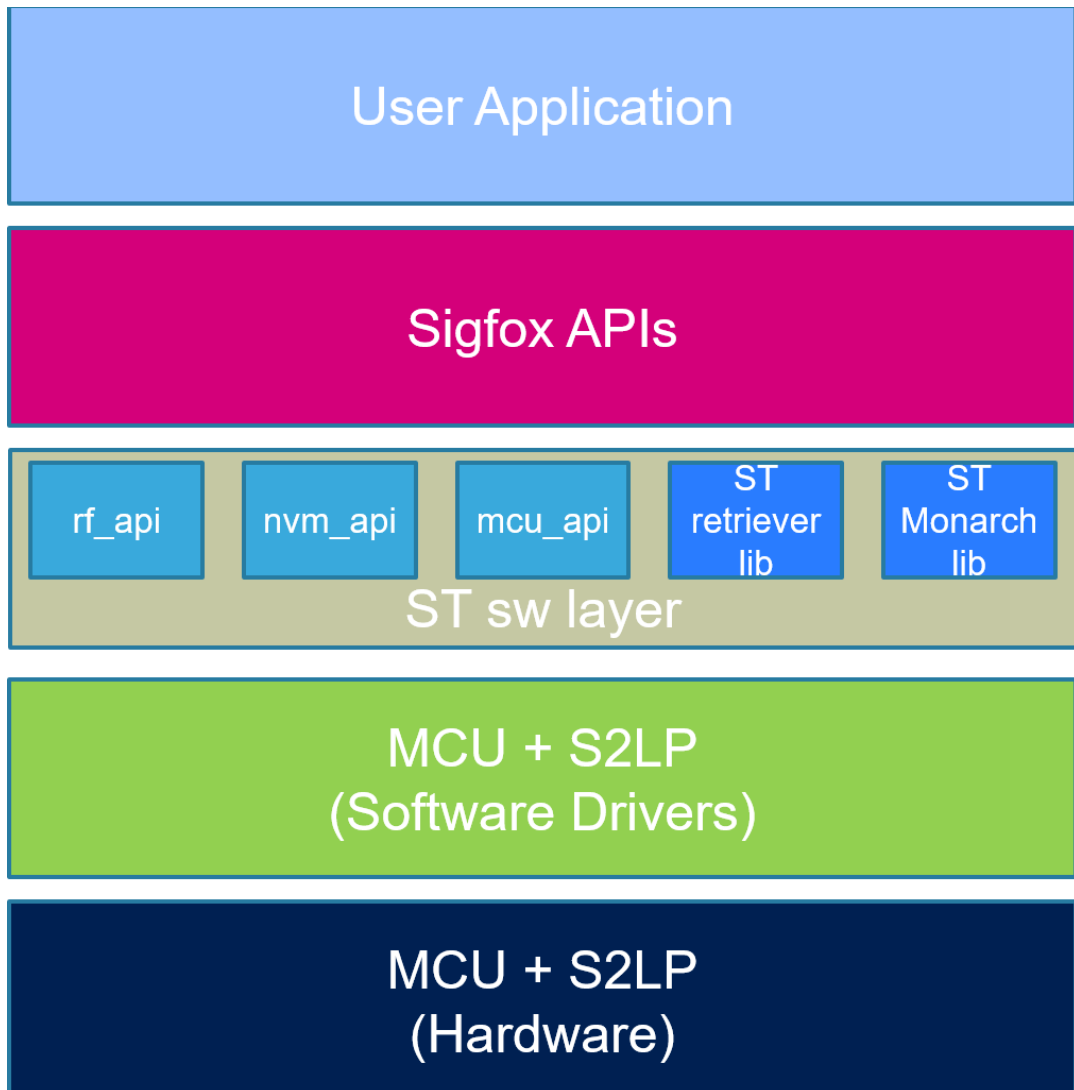 User Application
Sigfox APIs
rf_api
nvm_api
mcu_api
ST
retriever
lib
ST
Monarch
lib
ST sw layer
MCU + S2LP
(Software Drivers)
MCU + S2LP
(Hardware)